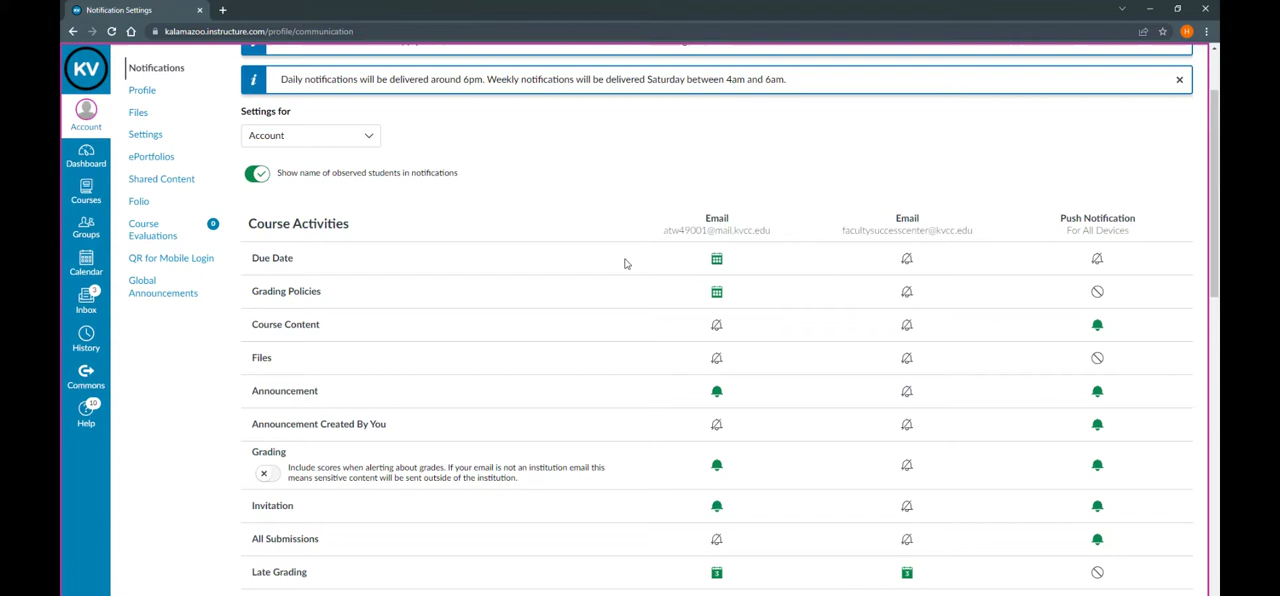 Notification Settings
kalamazoo.instructure.com/profile/communication
H
KV
Account
Dashboard
Courses
Groups
Calendar
3
Inbox
History
Commons
10
Help
Notifications
Profile
Files
Settings
ePortfolios
Shared Content
Folio
Course
Evaluations
0
QR for Mobile Login
Global
Announcements
Daily notifications will be delivered around 6pm. Weekly notifications will be delivered Saturday between 4am and 6am.
Settings for
Account
Show name of observed students in notifications
Course Activities
Email
atw49001@mail.kvcc.edu
Email
facultysuccesscenter@kvcc.edu
Push Notification
For All Devices
Due Date
Grading Policies
Course Content
Files
Announcement
Announcement Created By You
Grading
Include scores when alerting about grades. If your email is not an institution email this
means sensitive content will be sent outside of the institution.
Invitation
All Submissions
Late Grading